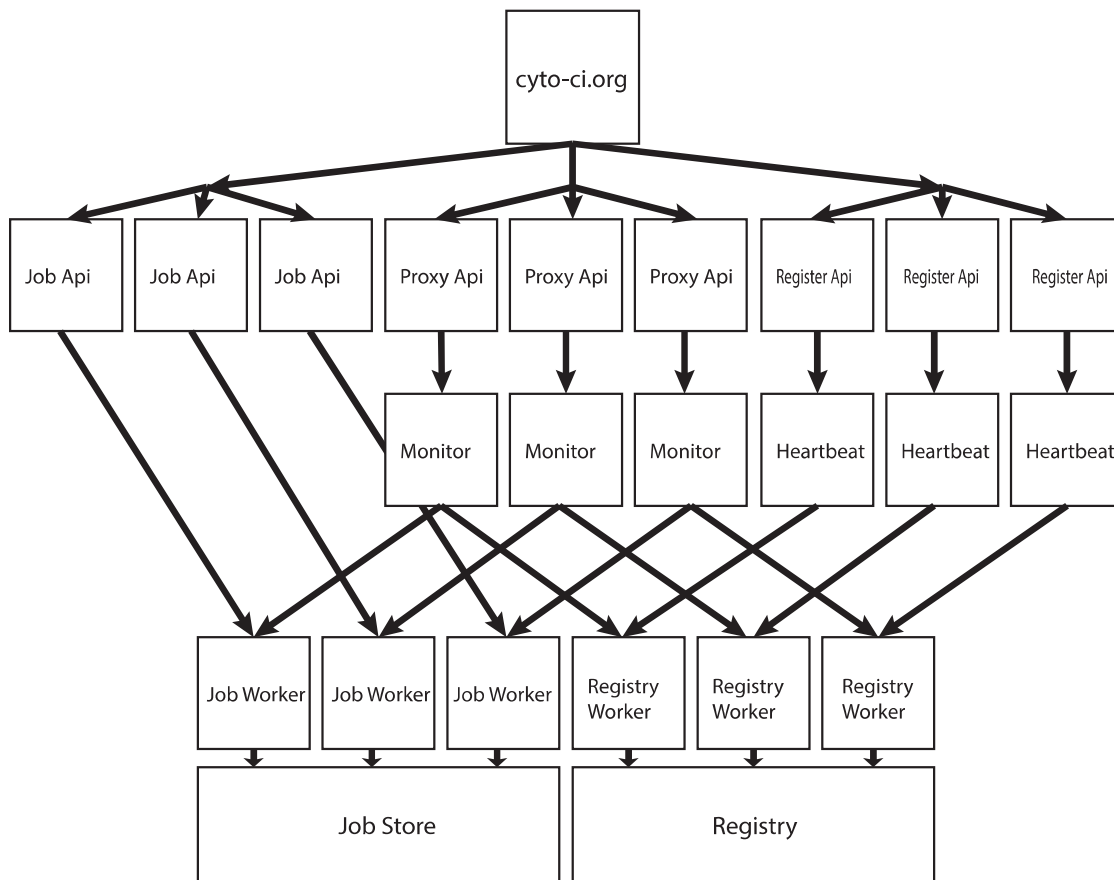 cyto-ci.org
Job Api
Job Api
Job Api
Proxy Api
Proxy Api
Proxy Api
Register Api
Register Api
Register Api
Monitor
Monitor
Monitor
Heartbeat
Heartbeat
Heartbeat
Job Worker
Job Worker
Job Worker
Registry
Worker
Registry
Worker
Registry
Worker
Job Store
Registry